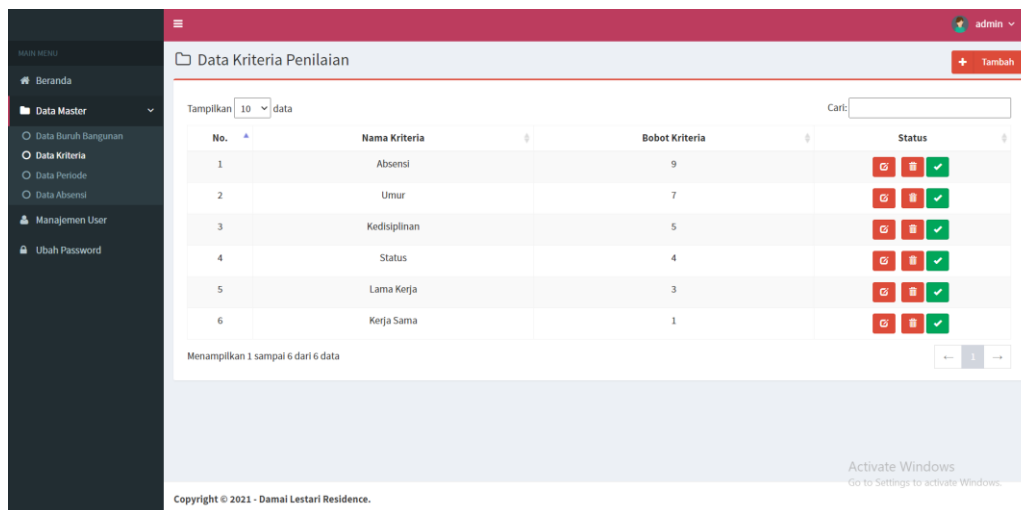 admin
MAIN MENU
Data Kriteria Penilaian
Tambah
Beranda
Data Master
Data Buruh Bangunan
Data Kriteria
Data Periode
Data Absensi
Manajemen User
Ubah Password
Tampilkan 10 data
Cari:
No. Nama Kriteria Bobot Kriteria Status
1 Absensi 9
2 Umur 7
3 Kedisiplinan 5
4 Status 4
5 Lama Kerja 3
6 Kerja Sama 1
Menampilkan 1 sampai 6 dari 6 data
← 1 →
Activate Windows
Go to Settings to activate Windows.
Copyright © 2021 - Damai Lestari Residence.